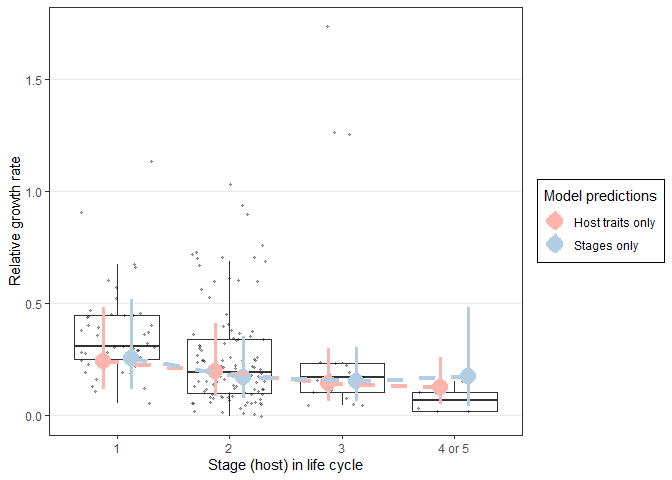 Relative growth rate
1.5
1.0
0.5
0.0
1
2
3
4 or 5
Stage (host) in life cycle
Model predictions
Host traits only
Stages only